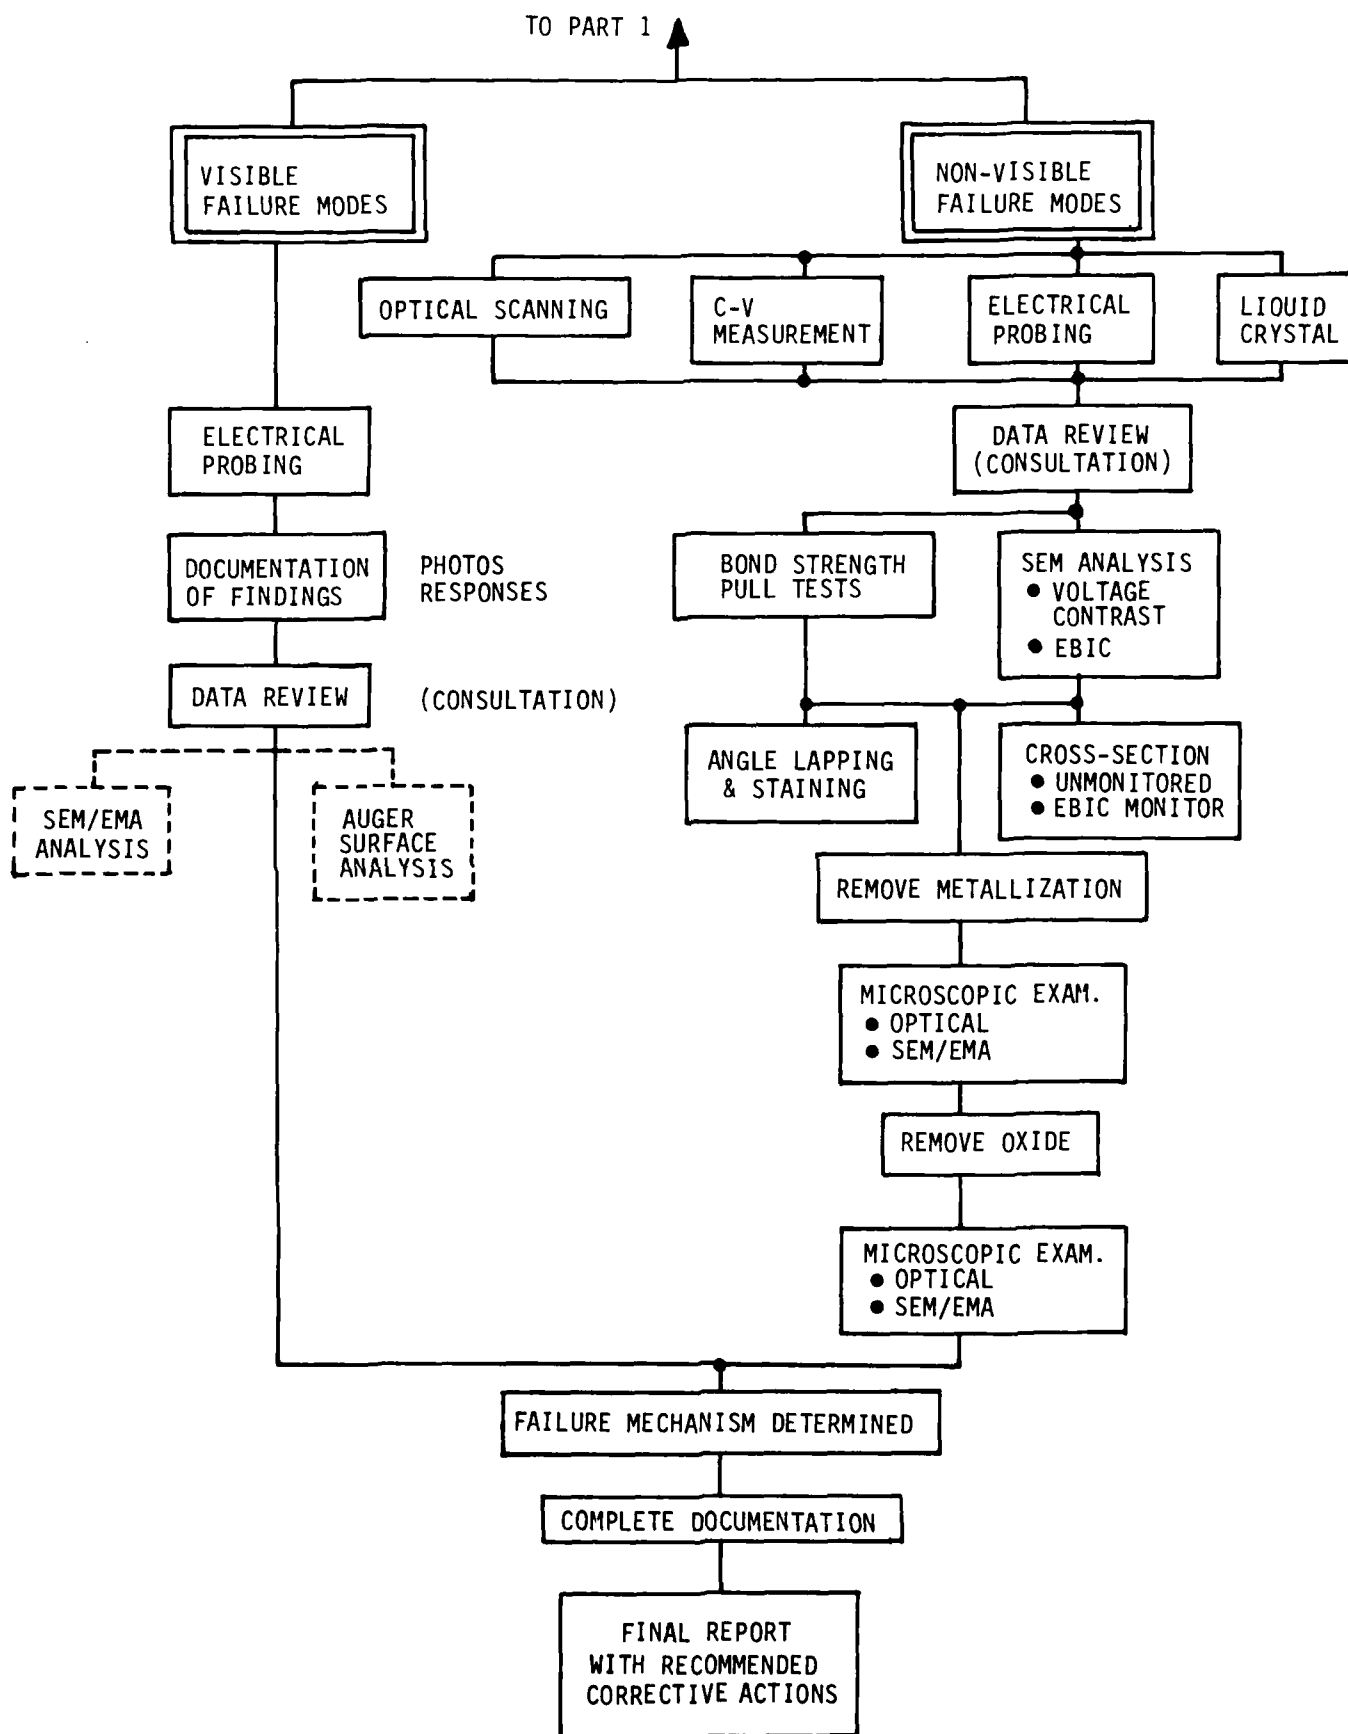 TO PART 1
VISIBLE
FAILURE MODES
NON-VISIBLE
FAILURE MODES
OPTICAL SCANNING
C-V
MEASUREMENT
ELECTRICAL
PROBING
LIQUID
CRYSTAL
ELECTRICAL
PROBING
DATA REVIEW
(CONSULTATION)
DOCUMENTATION
OF FINDINGS
PHOTOS
RESPONSES
BOND STRENGTH
PULL TESTS
SEM ANALYSIS
● VOLTAGE
CONTRAST
● EBIC
DATA REVIEW
(CONSULTATION)
ANGLE LAPPING
& STAINING
CROSS-SECTION
● UNMONITORED
● EBIC MONITOR
SEM/EMA
ANALYSIS
AUGER
SURFACE
ANALYSIS
REMOVE METALLIZATION
MICROSCOPIC EXAM.
● OPTICAL
● SEM/EMA
REMOVE OXIDE
MICROSCOPIC EXAM.
● OPTICAL
● SEM/EMA
FAILURE MECHANISM DETERMINED
COMPLETE DOCUMENTATION
FINAL REPORT
WITH RECOMMENDED
CORRECTIVE ACTIONS